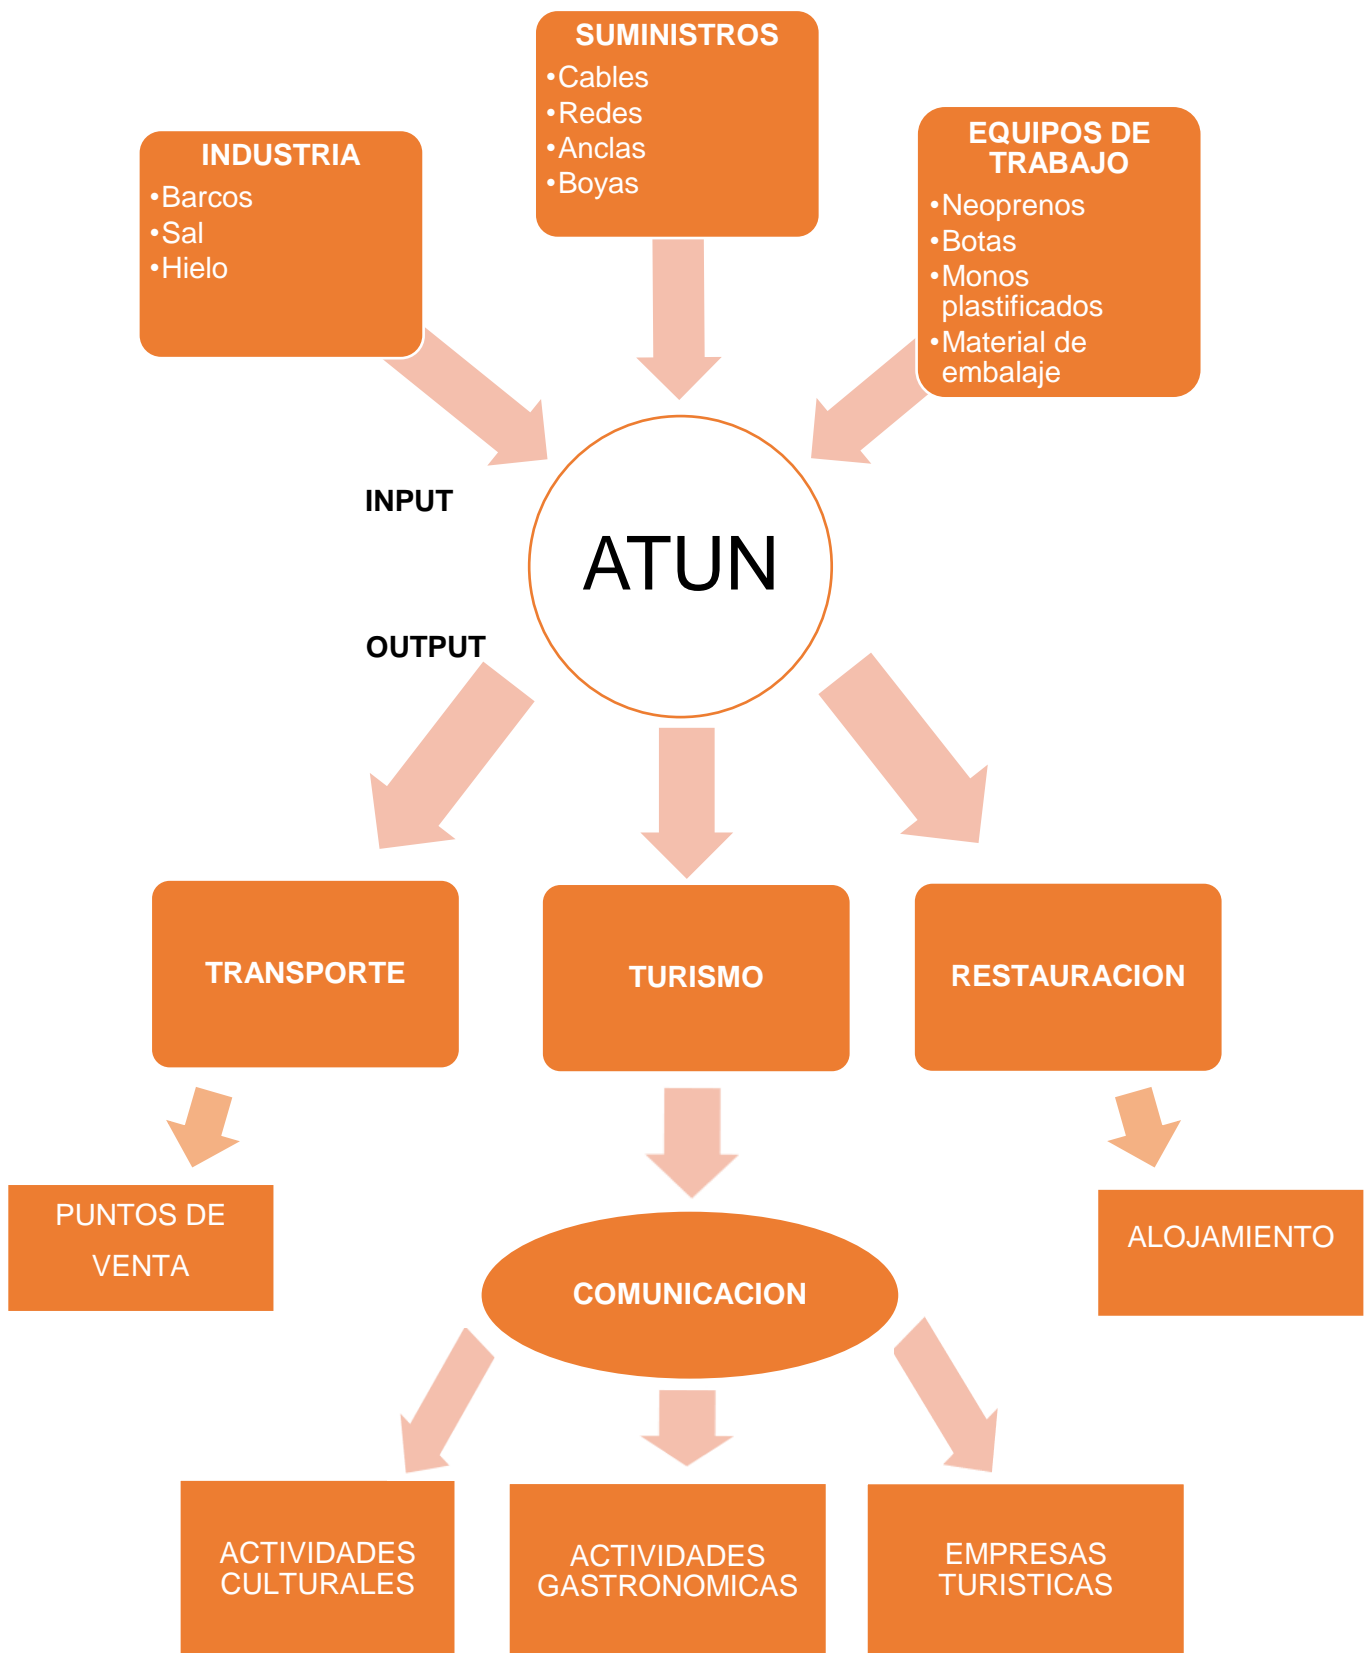 SUMINISTROS
•Cables
•Redes
•Anclas
•Boyas
INDUSTRIA
•Barcos
•Sal
•Hielo
EQUIPOS DE
TRABAJO
•Neoprenos
•Botas
•Monos
plastificados
•Material de
embalaje
INPUT
ATUN
OUTPUT
TRANSPORTE
TURISMO
RESTAURACION
PUNTOS DE
VENTA
ALOJAMIENTO
COMUNICACION
ACTIVIDADES
CULTURALES
ACTIVIDADES
GASTRONOMICAS
EMPRESAS
TURISTICAS